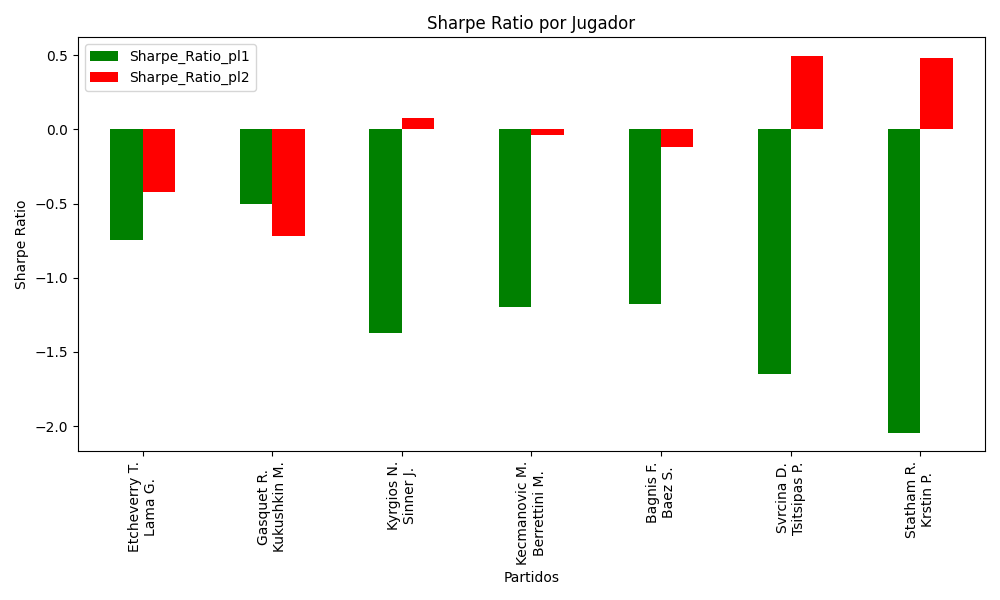 Sharpe Ratio por Jugador
Sharpe_Ratio_pl1
Sharpe_Ratio_pl2
Sharpe Ratio
0.5
0.0
−0.5
−1.0
−1.5
−2.0
Etcheverry T.
Lama G.
Gasquet R.
Kukushkin M.
Kyrgios N.
Sinner J.
Kecmanovic M.
Berrettini M.
Bagnis F.
Baez S.
Svrcina D.
Tsitsipas P.
Statham R.
Krstin P.
Partidos